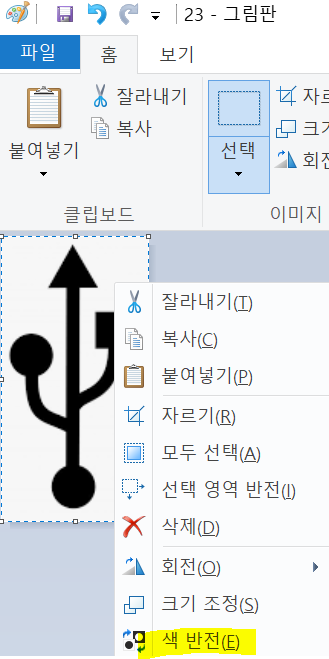 23 - 그림판
파일 홈 보기
붙여넣기
잘라내기
복사
선택
자르기
크기
회전
클립보드
이미지
잘라내기(T)
복사(C)
붙여넣기(P)
자르기(R)
모두 선택(A)
선택 영역 반전(I)
삭제(D)
회전(O)
크기 조정(S)
색 반전(E)